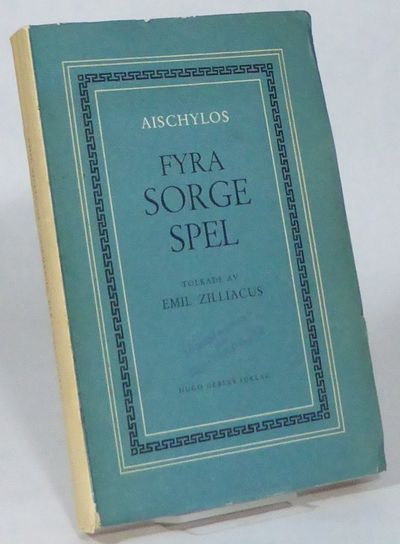 AISCHYLOS
FYRA
SORGE
SPEL
TOLKADE AV
EMIL ZILLIACUS
HUGO GEBERS FÖRLAG